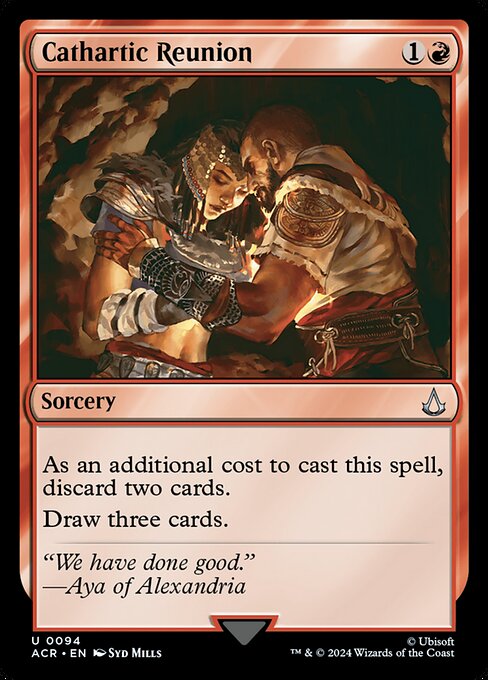 Cathartic Reunion 1
Sorcery
As an additional cost to cast this spell,
discard two cards.
Draw three cards.
“We have done good.”
—Aya of Alexandria
U 0094
ACR • EN Syd Mills
© Ubisoft
™ & © 2024 Wizards of the Coast